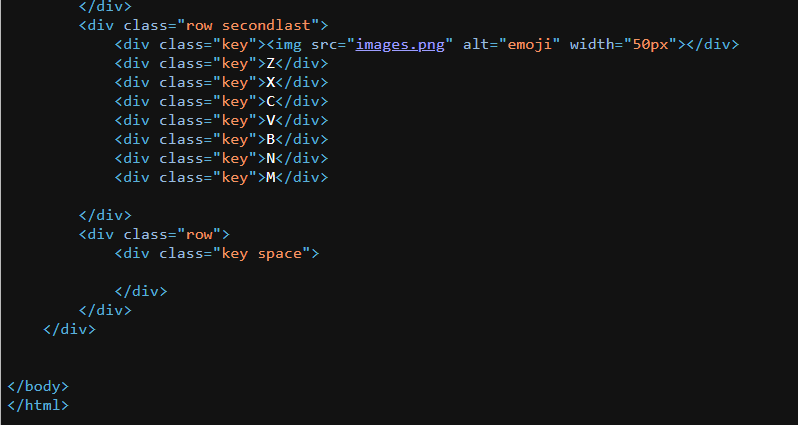 </div>
<div class="row secondlast">
<div class="key"><img src="images.png" alt="emoji" width="50px"></div>
<div class="key">Z</div>
<div class="key">X</div>
<div class="key">C</div>
<div class="key">V</div>
<div class="key">B</div>
<div class="key">N</div>
<div class="key">M</div>
</div>
<div class="row">
<div class="key space">
</div>
</div>
</div>
</body>
</html>